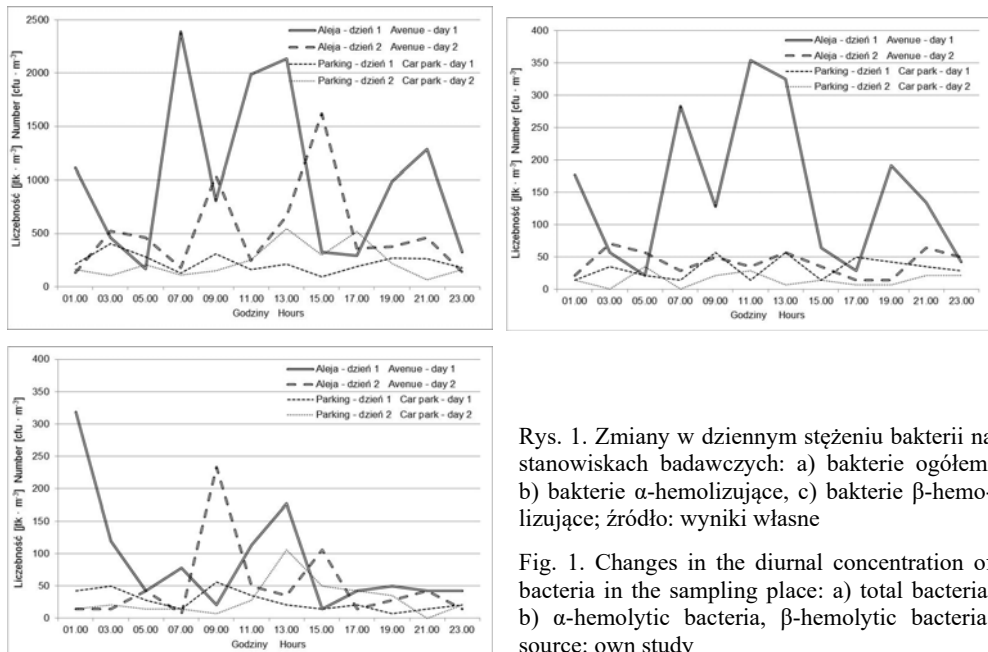 2500
2000
1500
1000
500
0
Liczebność [jtk · m⁻³] Number [cfu · m⁻³]
Aleja - dzień 1 Avenue - day 1
Aleja - dzień 2 Avenue - day 2
Parking - dzień 1 Car park - day 1
Parking - dzień 2 Car park - day 2
01.00 03.00 05.00 07.00 09.00 11.00 13.00 15.00 17.00 19.00 21.00 23.00
Godziny Hours
400
350
300
250
200
150
100
50
0
Liczebność [jtk · m⁻³] Number [cfu · m⁻³]
Aleja - dzień 1 Avenue - day 1
Aleja - dzień 2 Avenue - day 2
Parking - dzień 1 Car park - day 1
Parking - dzień 2 Car park - day 2
01.00 03.00 05.00 07.00 09.00 11.00 13.00 15.00 17.00 19.00 21.00 23.00
Godziny Hours
400
350
300
250
200
150
100
50
0
Liczebność [jtk · m⁻³] Number [cfu · m⁻³]
Aleja - dzień 1 Avenue - day 1
Aleja - dzień 2 Avenue - day 2
Parking - dzień 1 Car park - day 1
Parking - dzień 2 Car park - day 2
01.00 03.00 05.00 07.00 09.00 11.00 13.00 15.00 17.00 19.00 21.00 23.00
Godziny Hours
Rys. 1. Zmiany w dziennym stężeniu bakterii na
stanowiskach badawczych: a) bakterie ogółem
b) bakterie α-hemolizujące, c) bakterie β-hemo-
lizujące; źródło: wyniki własne
Fig. 1. Changes in the diurnal concentration of
bacteria in the sampling place: a) total bacteria
b) α-hemolytic bacteria, β-hemolytic bacteria
source: own study